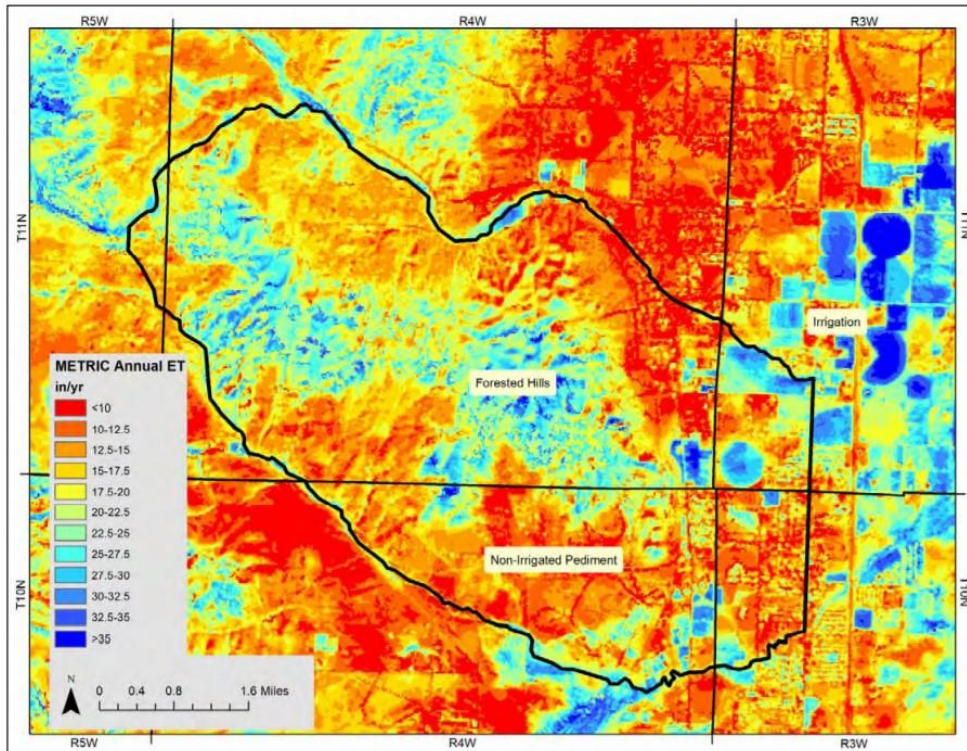 R5W R4W R3W
T11N
T11N
Irrigation
METRIC Annual ET
in/yr
<10
10-12.5
12.5-15
15-17.5
17.5-20
20-22.5
22.5-25
25-27.5
27.5-30
30-32.5
32.5-35
>35
Forested Hills
Non-Irrigated Pediment
T10N
T10N
N
0 0.4 0.8 1.6 Miles
R5W R4W R3W